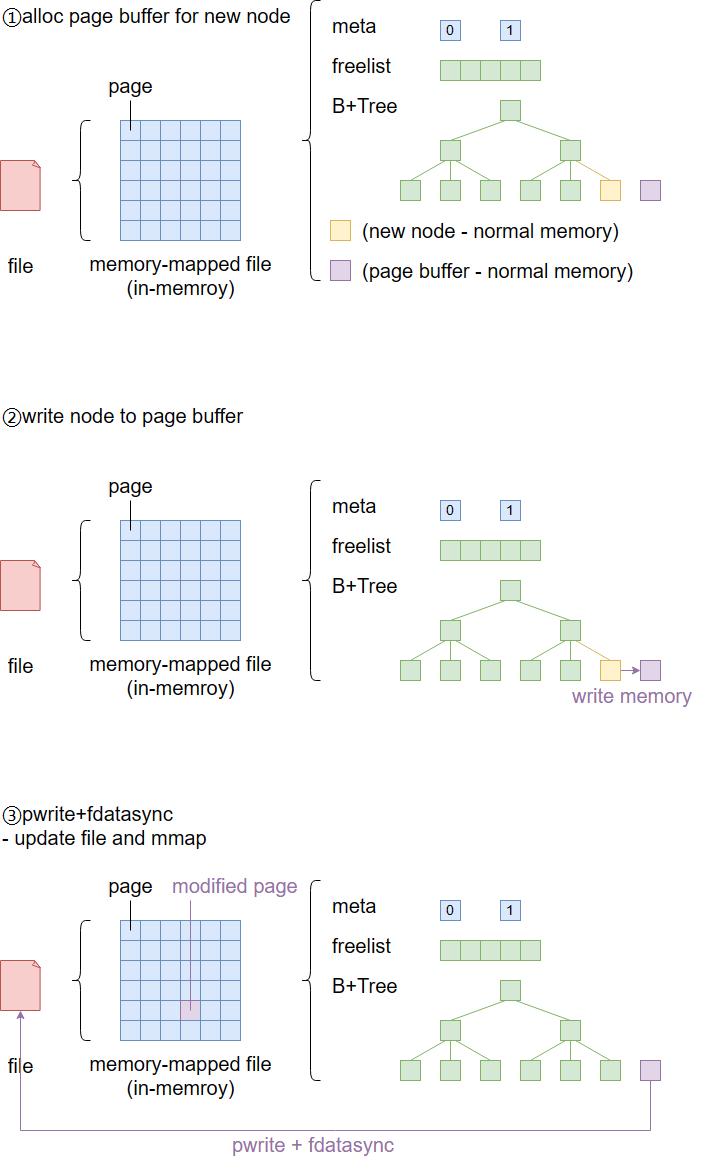 ①alloc page buffer for new node
meta
0
1
freelist
page
B+Tree
(new node - normal memory)
file
memory-mapped file
(in-memroy)
(page buffer - normal memory)
②write node to page buffer
page
meta
0
1
freelist
B+Tree
file
memory-mapped file
(in-memroy)
write memory
③pwrite+fdatasync
- update file and mmap
page
modified page
meta
0
1
freelist
B+Tree
file
memory-mapped file
(in-memroy)
pwrite + fdatasync